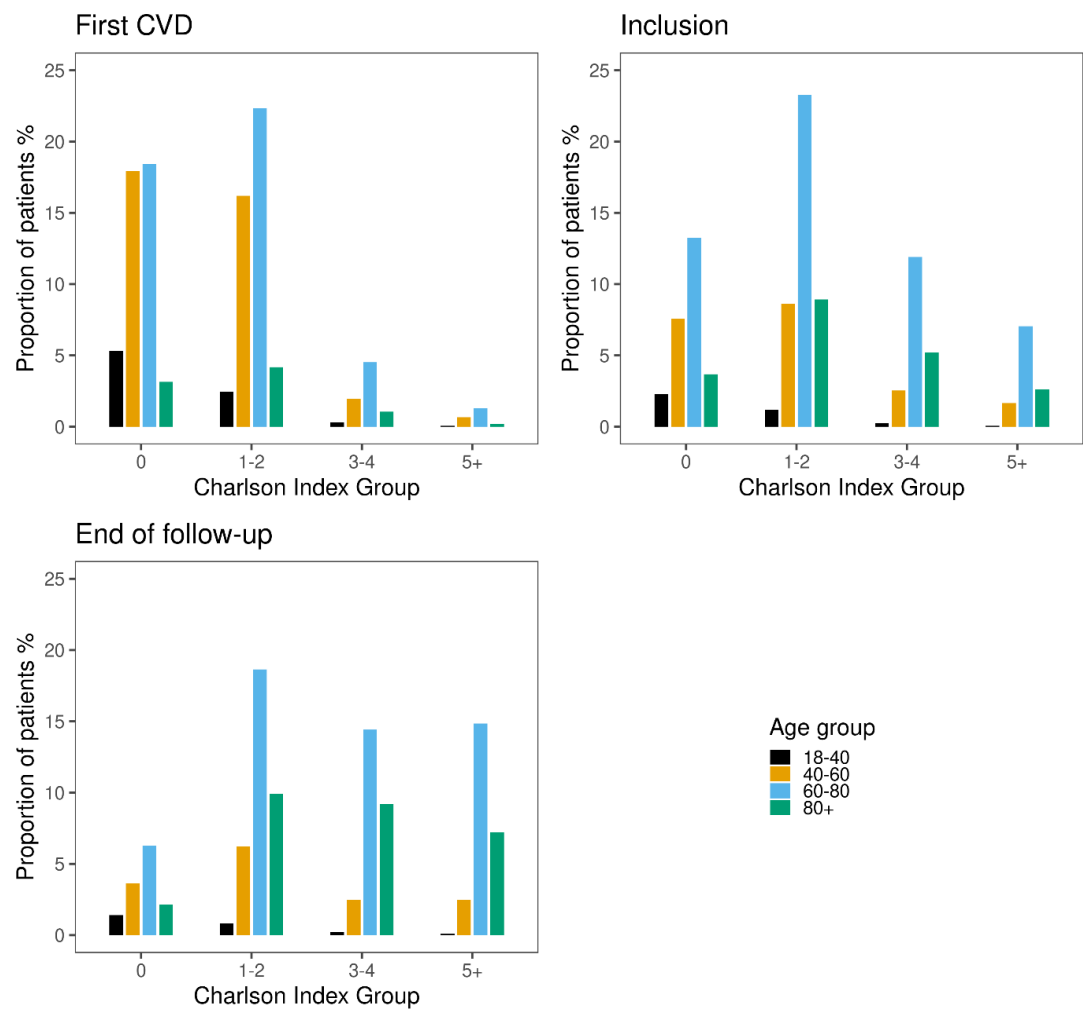 First CVD
Proportion of patients %
25
20
15
10
5
0
0 1-2 3-4 5+
Charlson Index Group
Inclusion
Proportion of patients %
25
20
15
10
5
0
0 1-2 3-4 5+
Charlson Index Group
End of follow-up
Proportion of patients %
25
20
15
10
5
0
0 1-2 3-4 5+
Charlson Index Group
Age group
18-40
40-60
60-80
80+